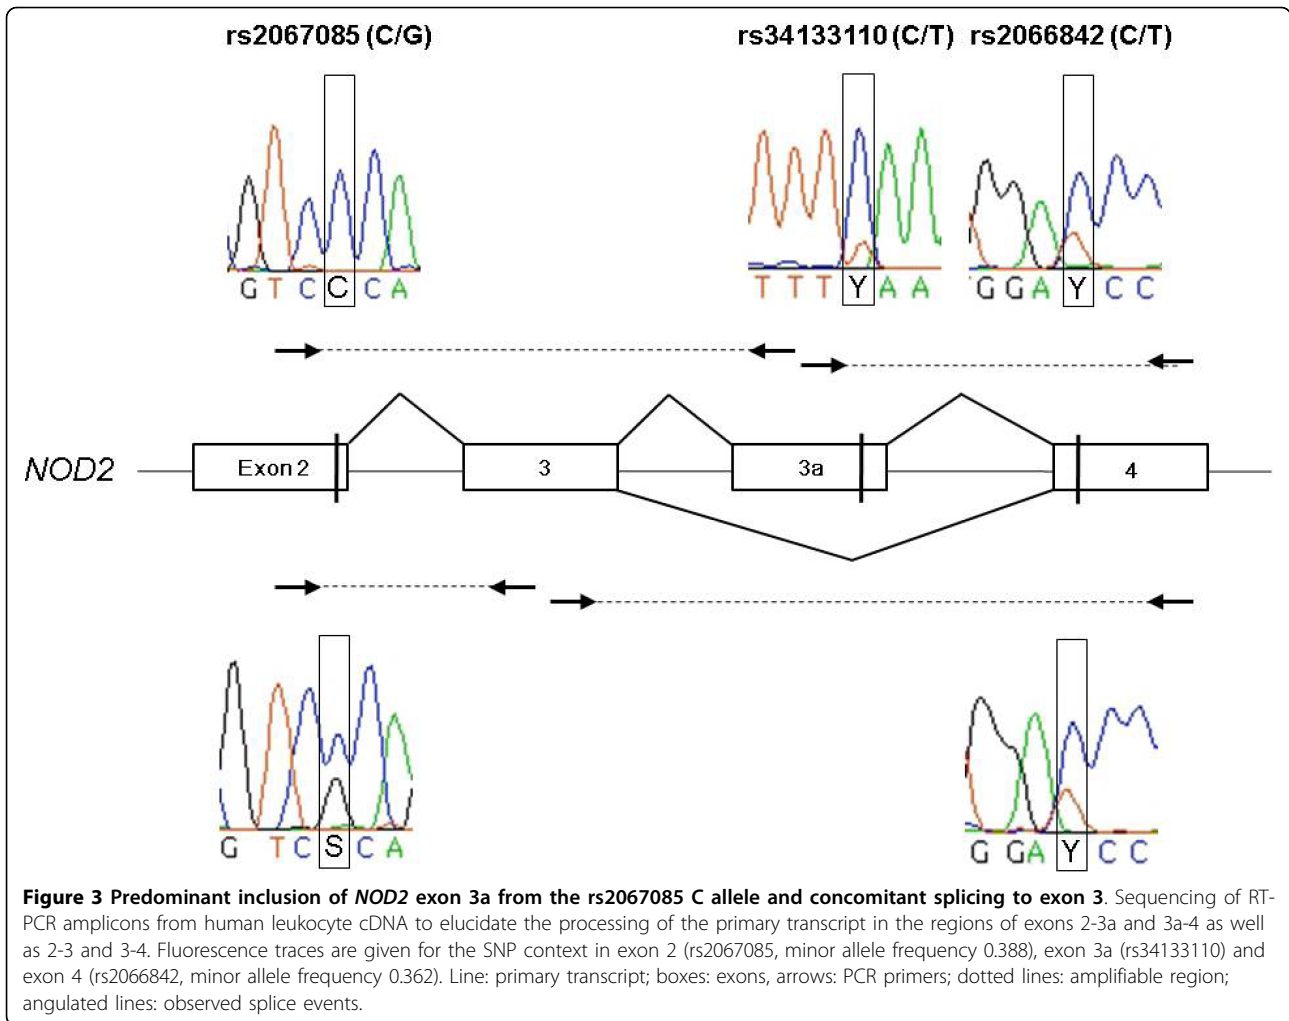 rs2067085 (C/G) rs34133110 (C/T) rs2066842 (C/T)
G T C C C A T T T Y A A G G A Y C C
NOD2 Exon 2 3 3a 4
G T C S C A G G A Y C C
Figure 3 Predominant inclusion of NOD2 exon 3a from the rs2067085 C allele and concomitant splicing to exon 3. Sequencing of RT-
PCR amplicons from human leukocyte cDNA to elucidate the processing of the primary transcript in the regions of exons 2-3a and 3a-4 as well
as 2-3 and 3-4. Fluorescence traces are given for the SNP context in exon 2 (rs2067085, minor allele frequency 0.388), exon 3a (rs34133110) and
exon 4 (rs2066842, minor allele frequency 0.362). Line: primary transcript; boxes: exons, arrows: PCR primers; dotted lines: amplifiable region;
angulated lines: observed splice events.